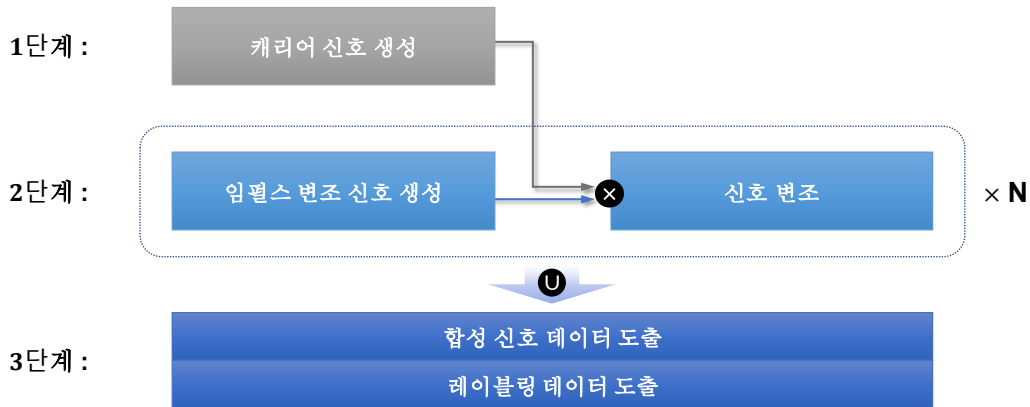 1단계 :
캐리어 신호 생성
2단계 :
임펄스 변조 신호 생성
×
신호 변조
× N
U
3단계 :
합성 신호 데이터 도출
레이블링 데이터 도출